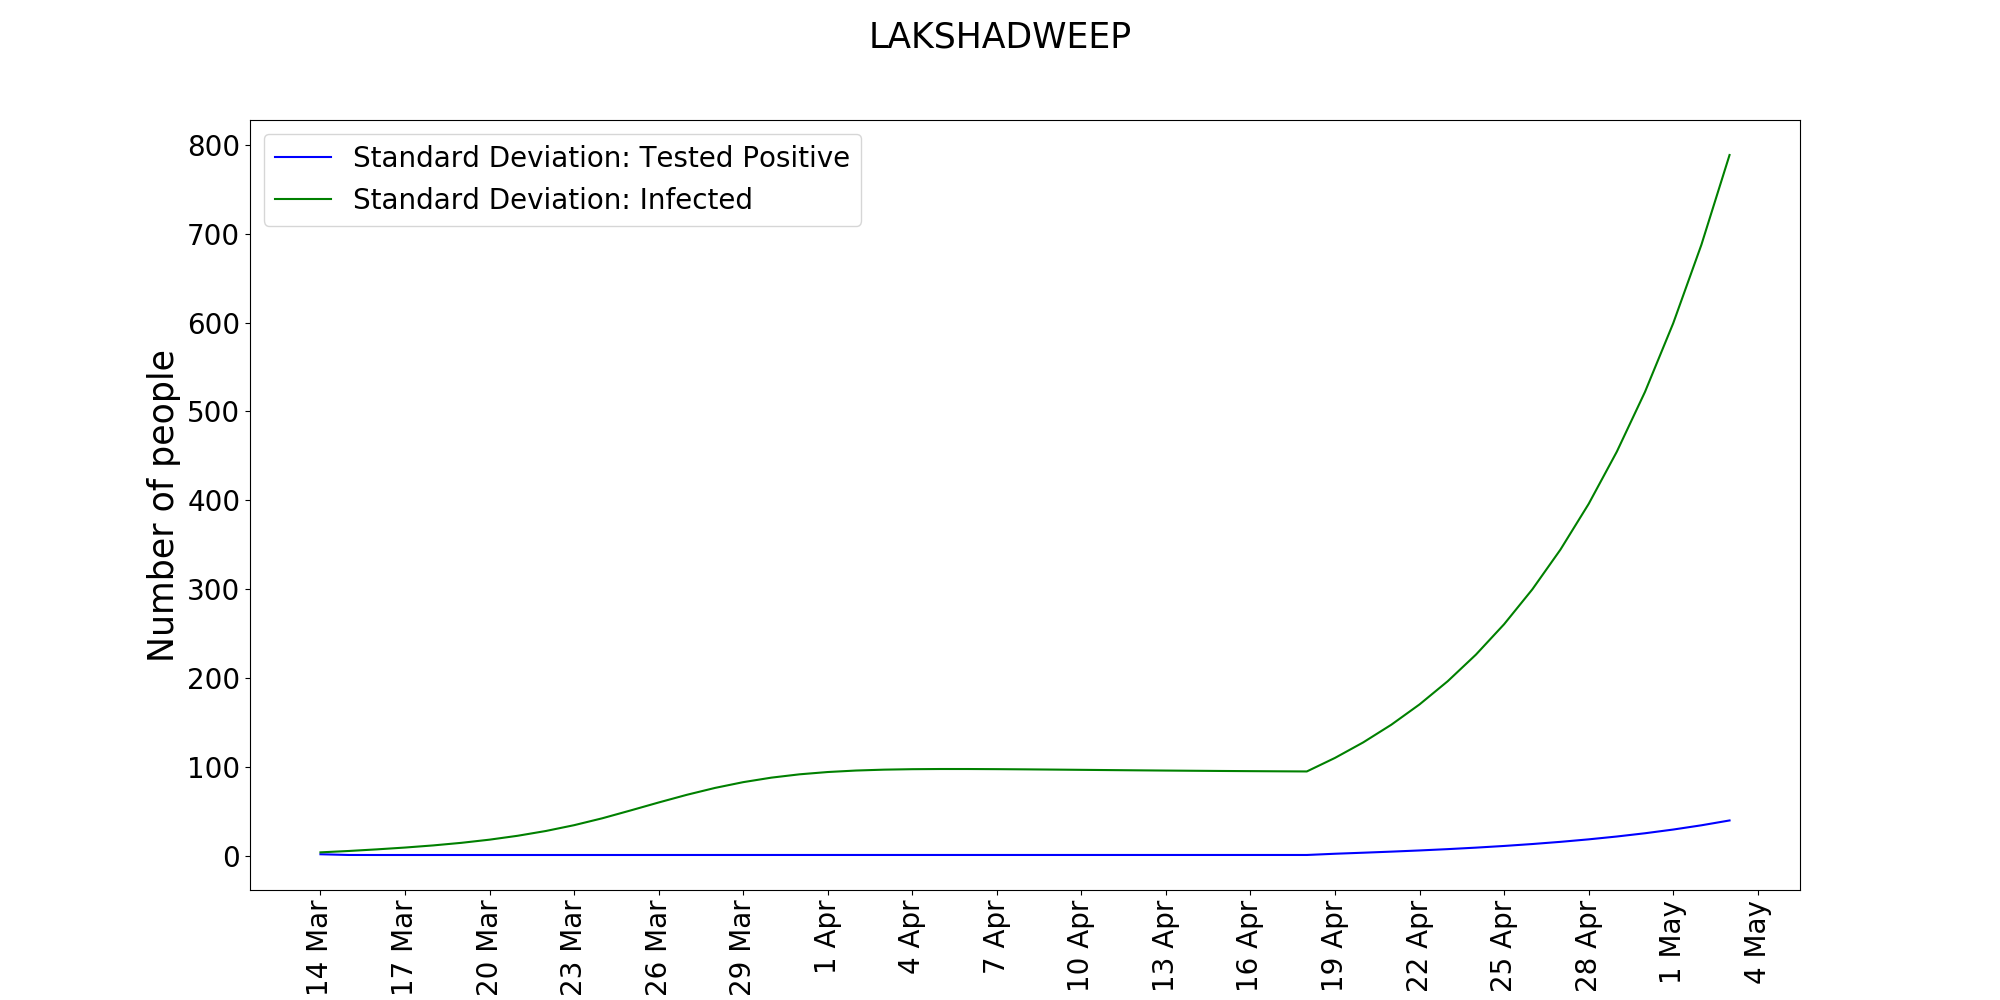 LAKSHADWEEP
Standard Deviation: Tested Positive
Standard Deviation: Infected
Number of people
800
700
600
500
400
300
200
100
0
14 Mar
17 Mar
20 Mar
23 Mar
26 Mar
29 Mar
1 Apr
4 Apr
7 Apr
10 Apr
13 Apr
16 Apr
19 Apr
22 Apr
25 Apr
28 Apr
1 May
4 May